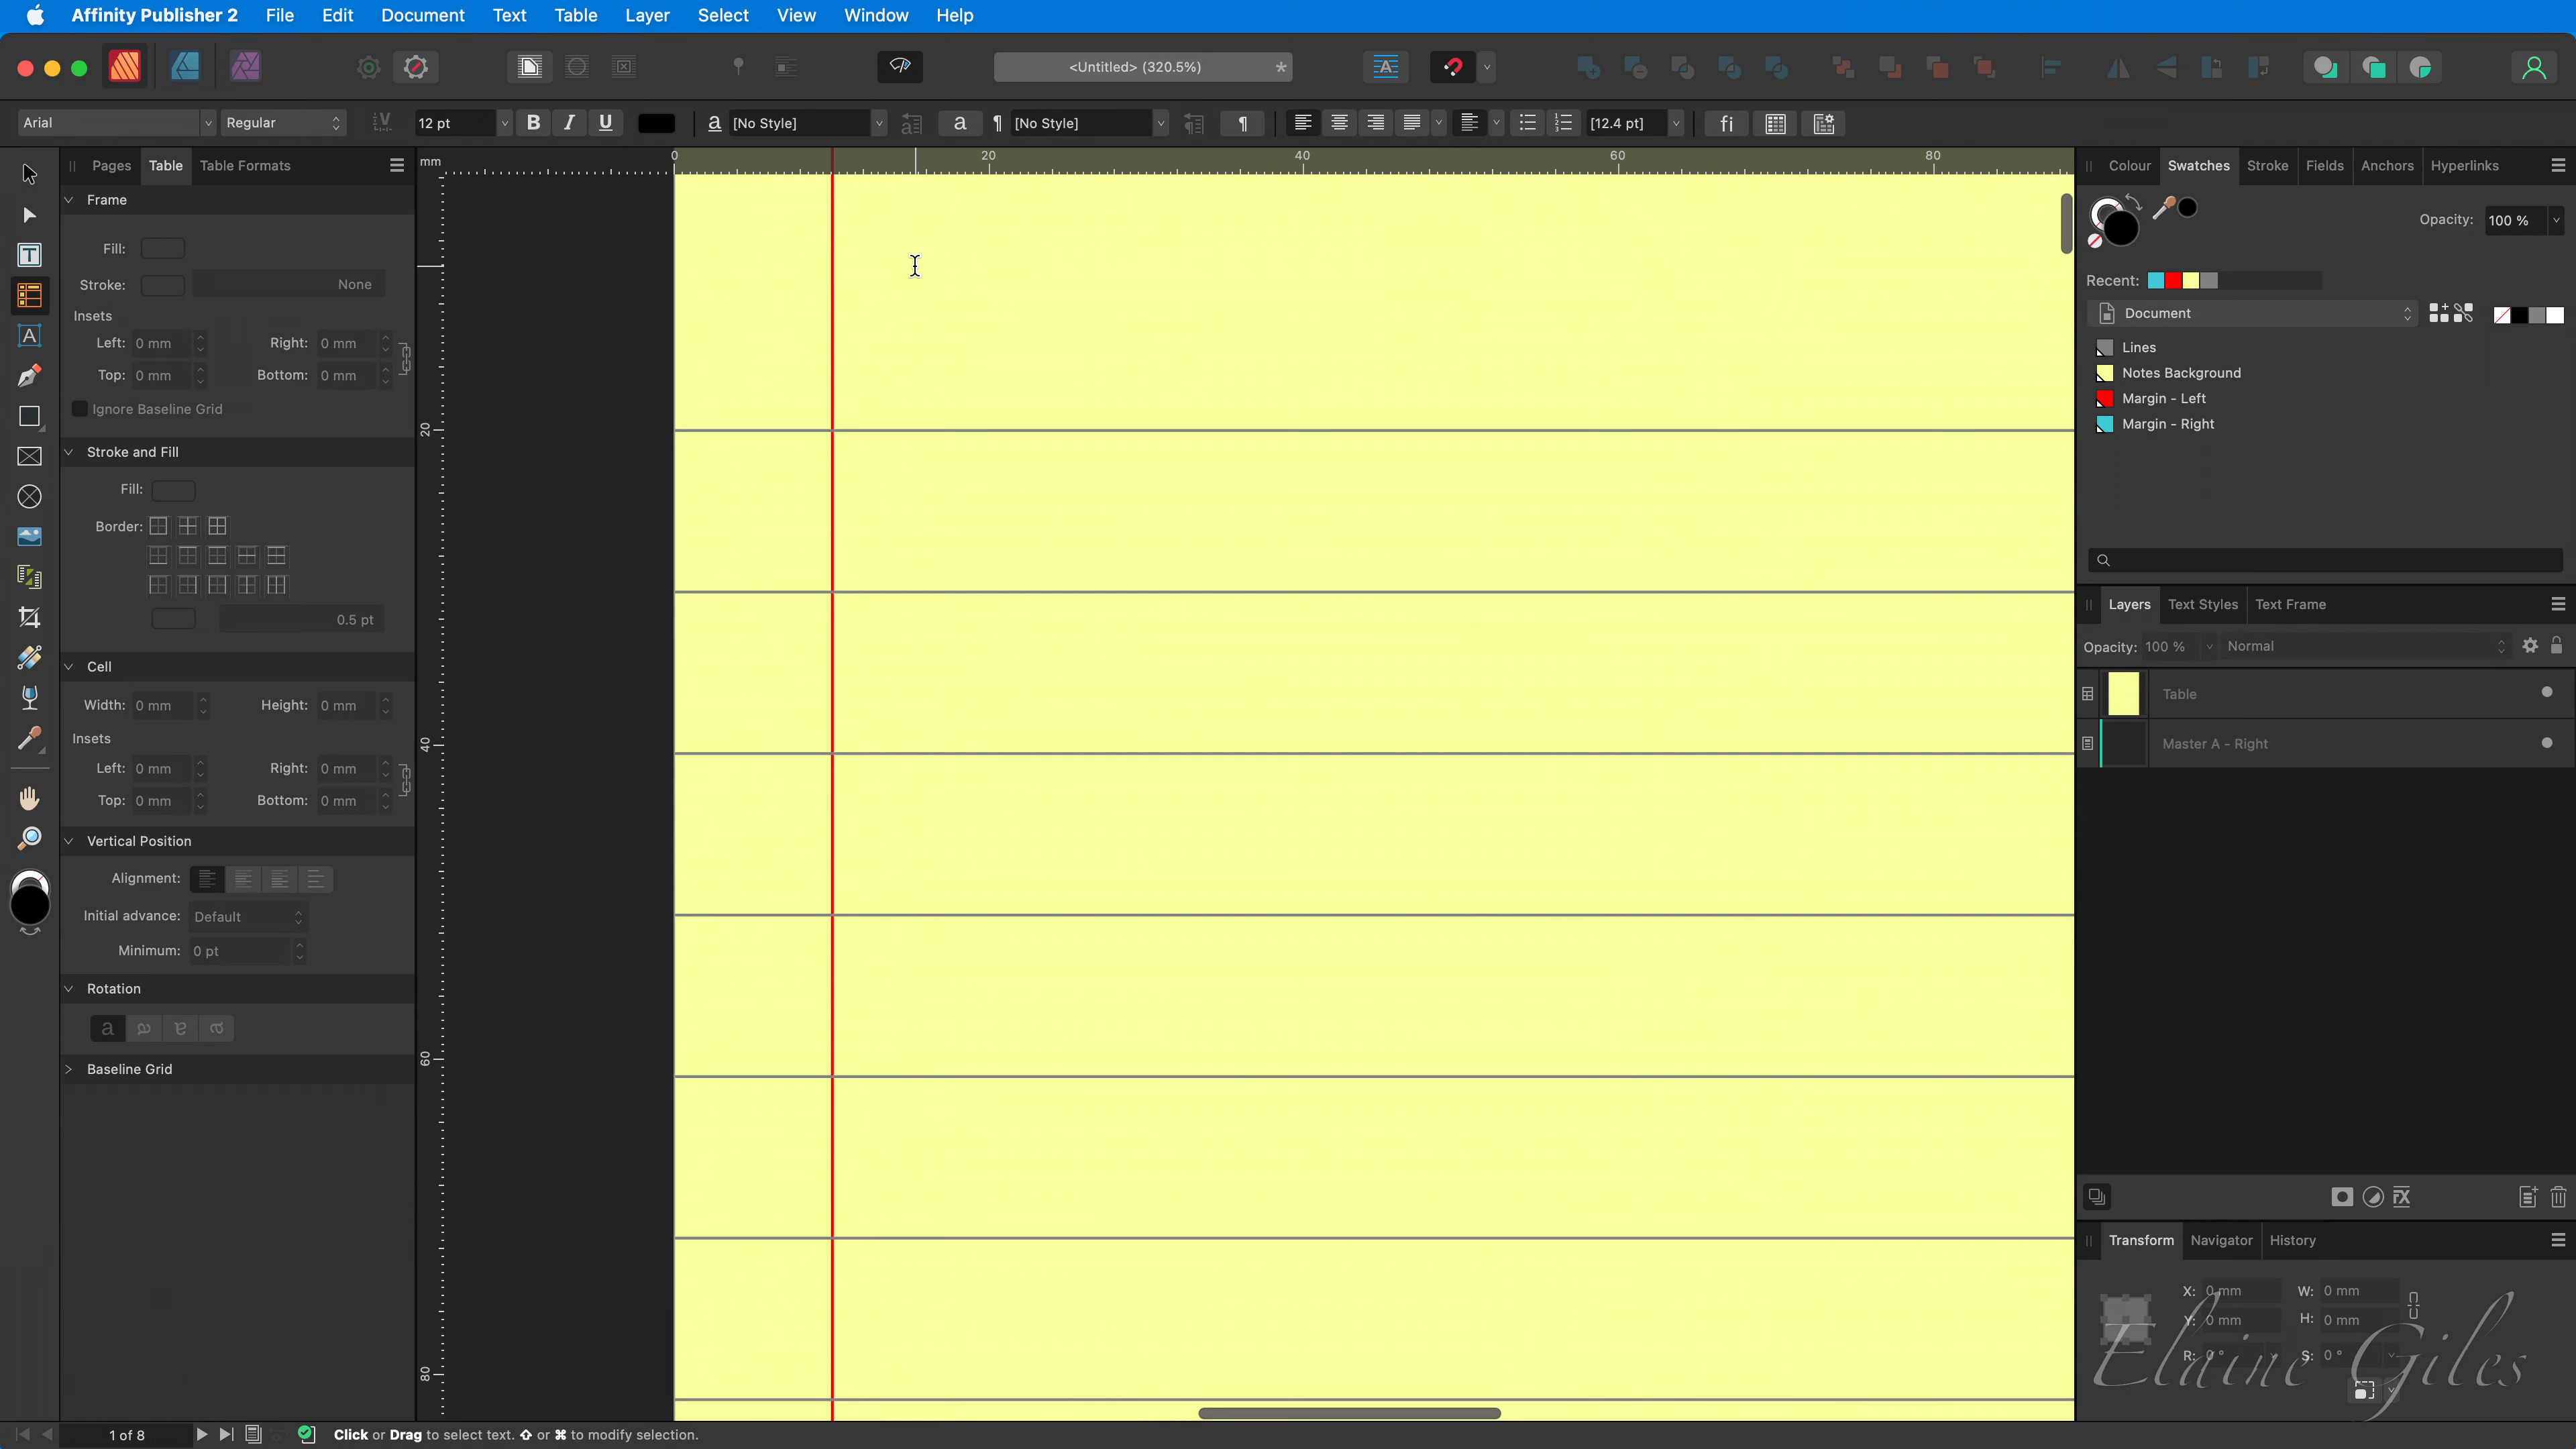 Affinity Publisher 2 File Edit Document Text Table Layer Select View Window Help
<Untitled> (320.5%) *
Arial Regular 12 pt B I U a [No Style] a ¶ [No Style] ¶ [12.4 pt] fi
Pages Table Table Formats
Frame
Fill:
Stroke: None
Insets
Left: 0 mm Right: 0 mm
Top: 0 mm Bottom: 0 mm
Ignore Baseline Grid
Stroke and Fill
Fill:
Border:
0.5 pt
Cell
Width: 0 mm Height: 0 mm
Insets
Left: 0 mm Right: 0 mm
Top: 0 mm Bottom: 0 mm
Vertical Position
Alignment:
Initial advance: Default
Minimum: 0 pt
Rotation
a a a a
Baseline Grid
mm 0 20 40 60 80
20
40
60
80
Colour Swatches Stroke Fields Anchors Hyperlinks
Opacity: 100 %
Recent:
Document
Lines
Notes Background
Margin - Left
Margin - Right
Layers Text Styles Text Frame
Opacity: 100 % Normal
Table
Master A - Right
Transform Navigator History
X: 0 mm W: 0 mm
Y: 0 mm H: 0 mm
R: 0 ° S: 0 °
Elaine Giles
1 of 8 Click or Drag to select text. ⇧ or ⌘ to modify selection.